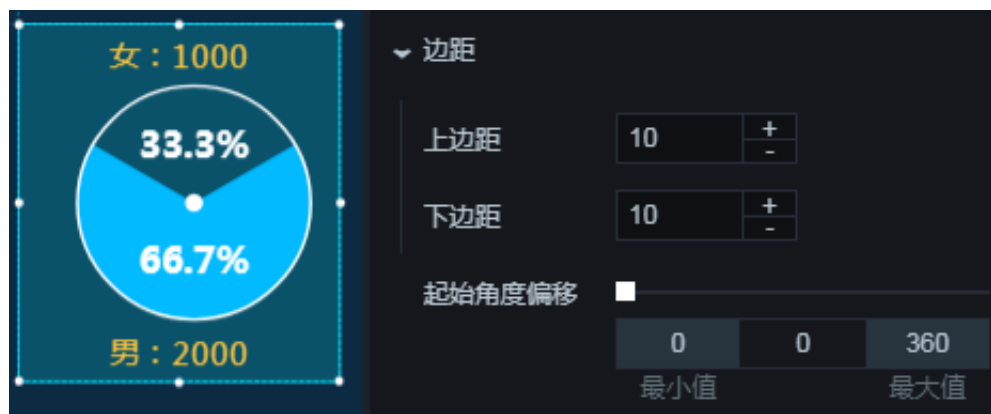 女：1000
33.3%
66.7%
男：2000
边距
上边距 10 + -
下边距 10 + -
起始角度偏移
0 0 360
最小值 最大值